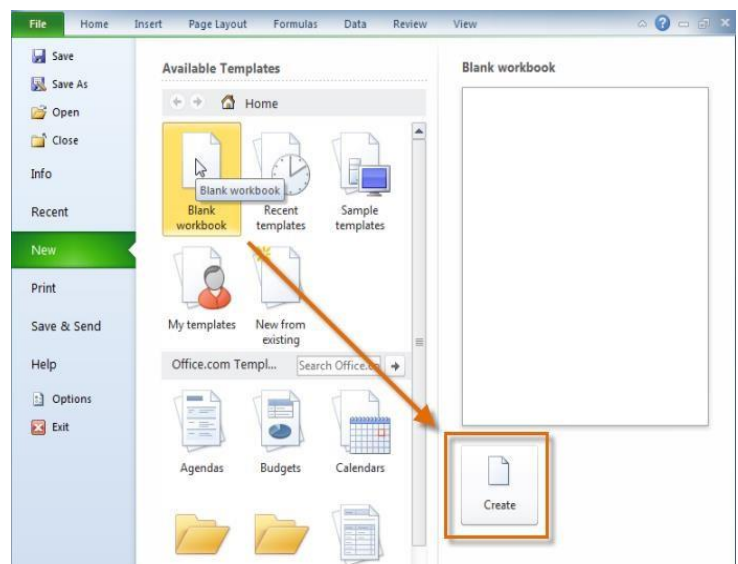 File Home Insert Page Layout Formulas Data Review View
Save
Save As
Open
Close
Info
Recent
New
Print
Save & Send
Help
Options
Exit
Available Templates
Home
Blank workbook
Blank
workbook
Recent
templates
Sample
templates
My templates
New from
existing
Office.com Templ... Search Office.co
Agendas
Budgets
Calendars
Blank workbook
Create